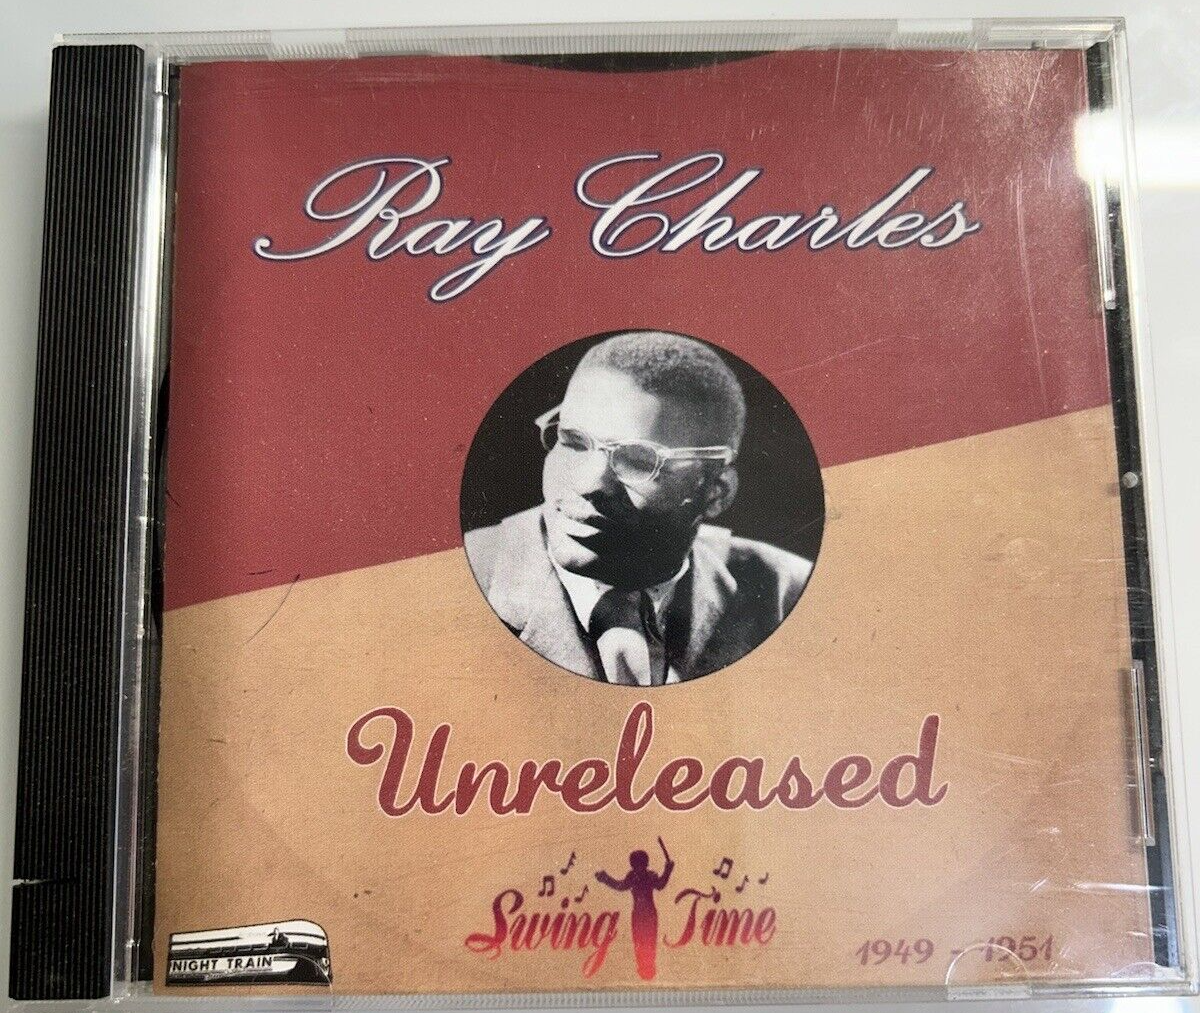 Ray Charles
Unreleased
Swing Time
1949 - 1951
NIGHT TRAIN